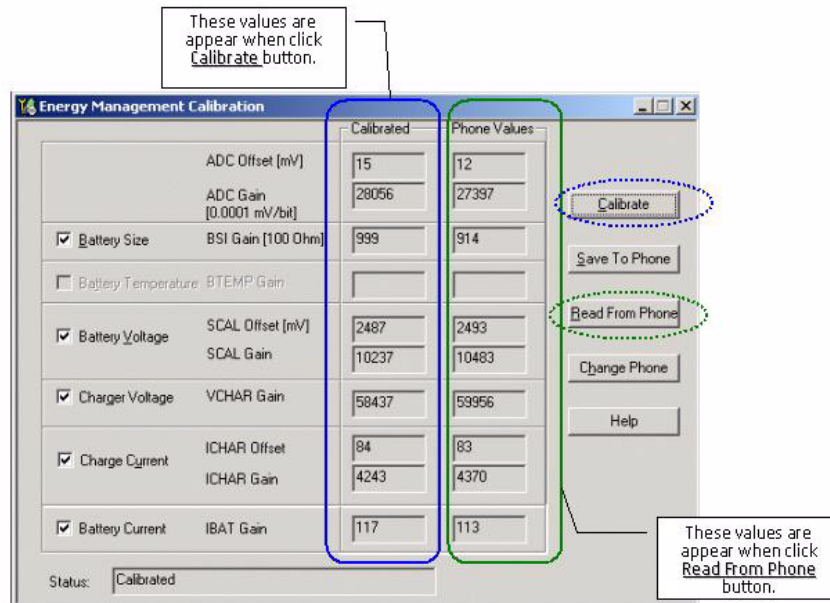 These values are
appear when click
Calibrate button.
Energy Management Calibration
Calibrated Phone Values
ADC Offset [mV] 15 12
ADC Gain 28056 27397
[0.0001 mV/bit]
Calibrate
Battery Size BSI Gain [100 Ohm] 999 914
Save To Phone
Battery Temperature BTEMP Gain
Read From Phone
Battery Voltage
SCAL Offset [mV] 2487 2493
SCAL Gain 10237 10483
Change Phone
Charger Voltage VCHAR Gain 58437 59956
Help
Charge Current
ICHAR Offset 84 83
ICHAR Gain 4243 4370
Battery Current IBAT Gain 117 113
Status: Calibrated
These values are
appear when click
Read From Phone
button.